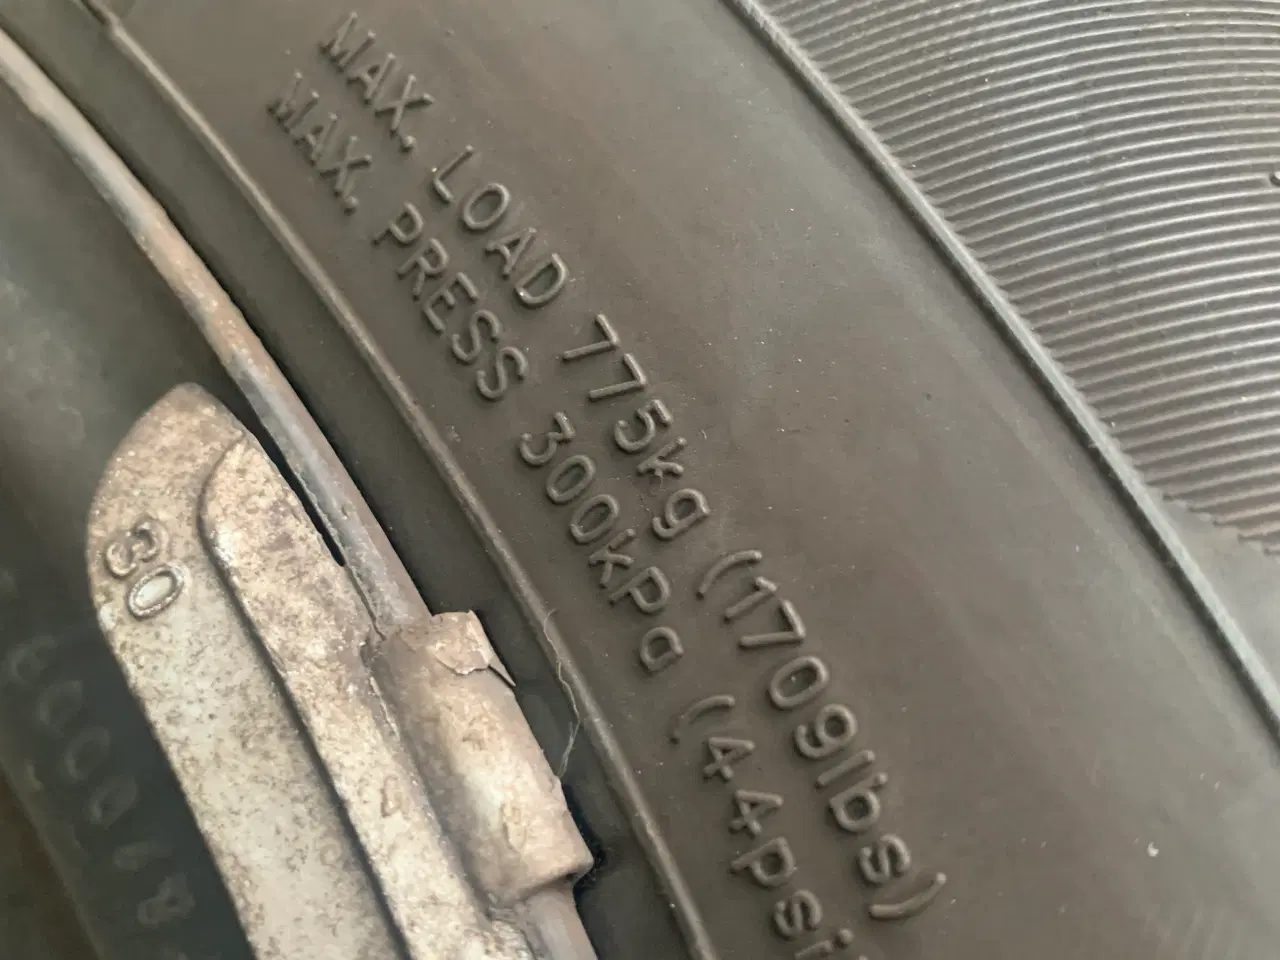 MAX. LOAD 775kg (1709lbs)
MAX. PRESS 300kPa (44psi
30